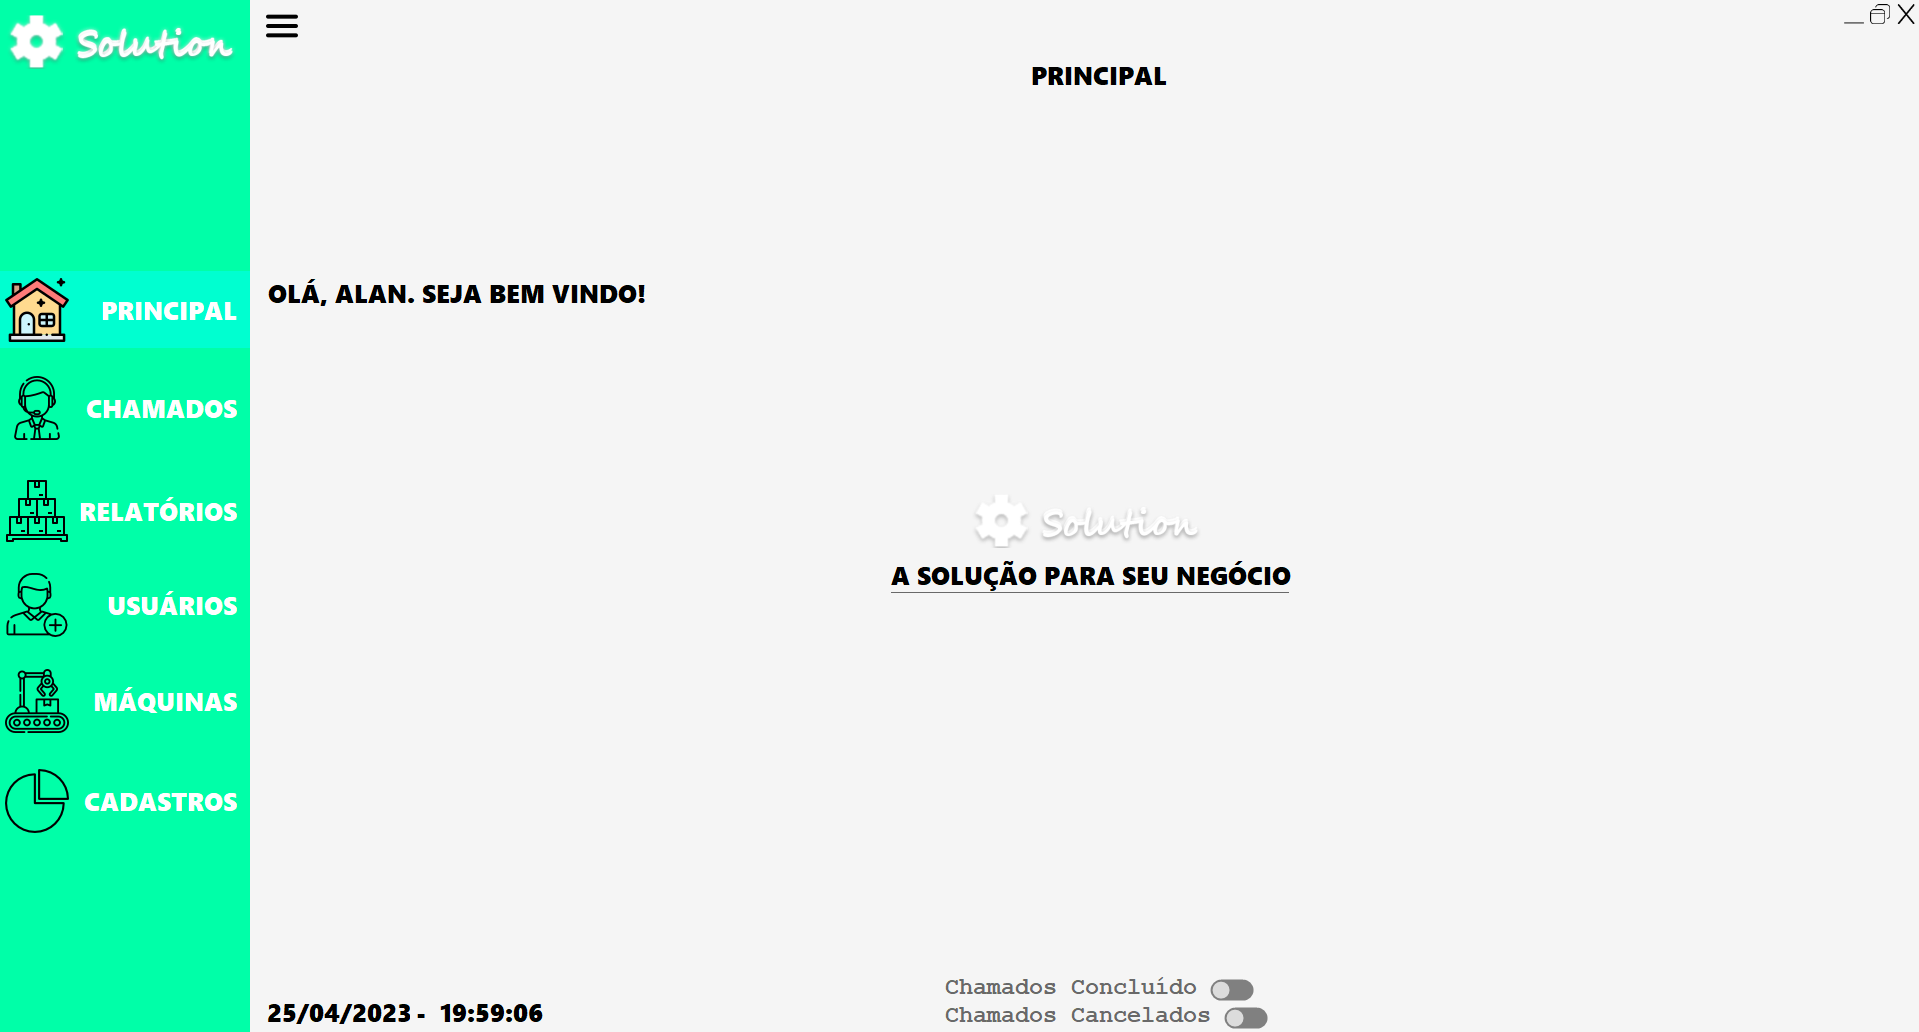 Solution
PRINCIPAL
OLÁ, ALAN. SEJA BEM VINDO!
PRINCIPAL
CHAMADOS
RELATÓRIOS
USUÁRIOS
MÁQUINAS
CADASTROS
Solution
A SOLUÇÃO PARA SEU NEGÓCIO
Chamados Concluído
Chamados Cancelados
25/04/2023 - 19:59:06